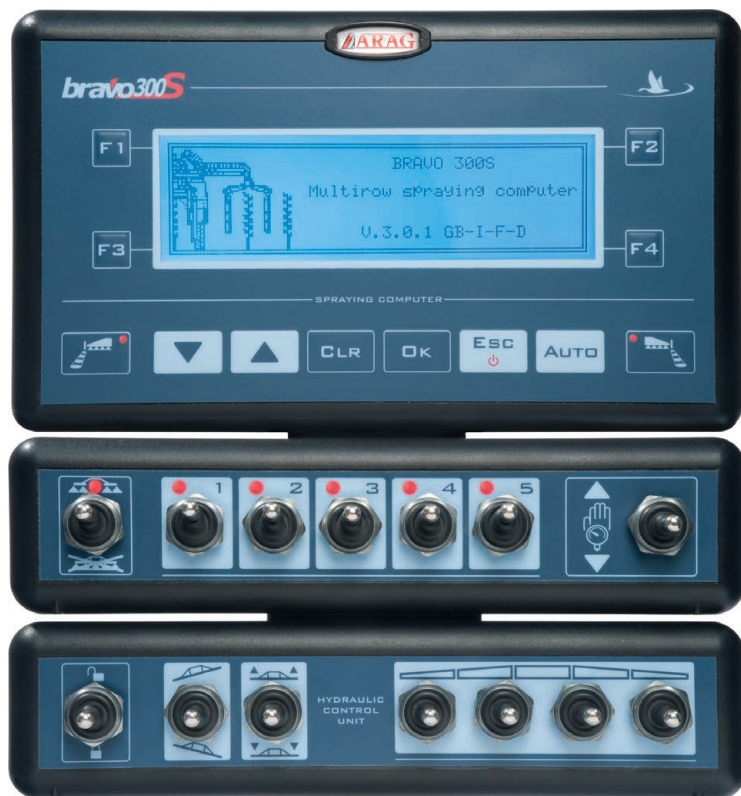 ARAG
bravo300S
F1
F2
BRAVO 300S
Multirow spraying computer
V.3.0.1 GB-I-F-D
F3
F4
SPRAYING COMPUTER
CLR
OK
ESC
AUTO
1
2
3
4
5
HYDRAULIC
CONTROL
UNIT